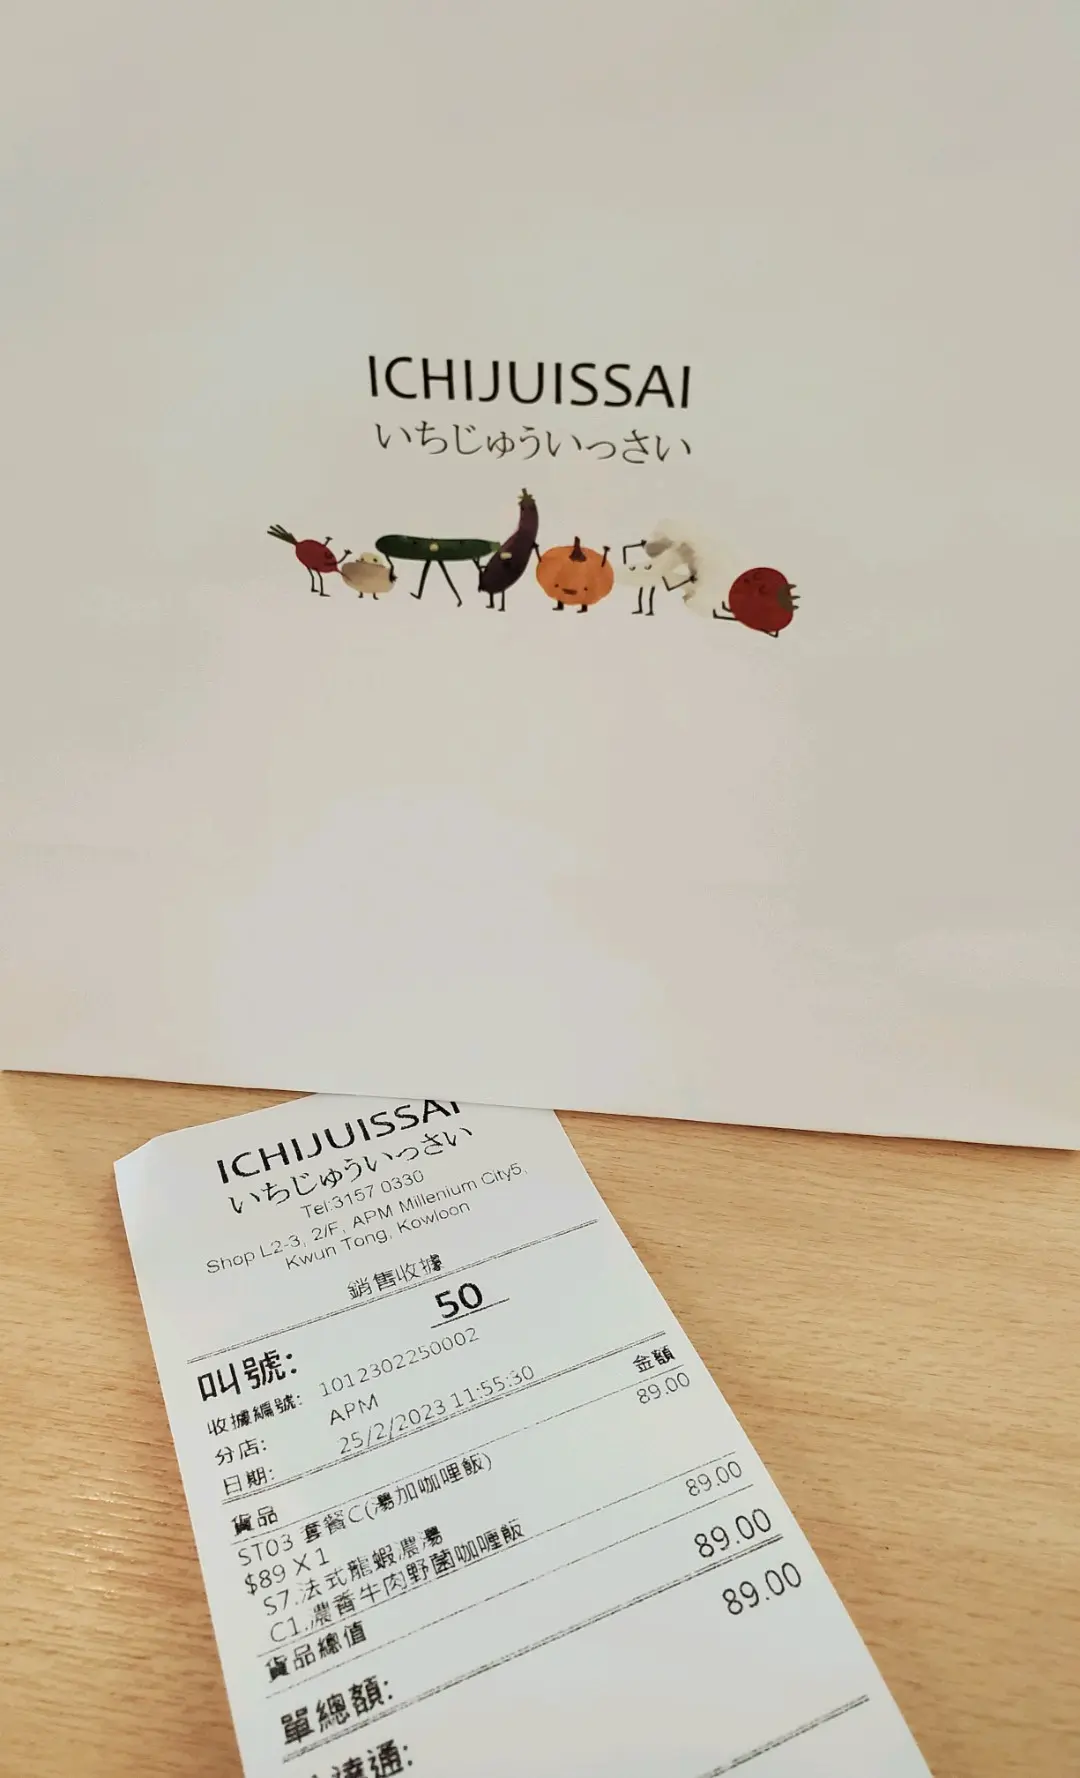 ICHIJUISSAI
いちじゅういっさい
ICHIJUISSAI
いちじゅういっさい
Tel:3157 0330
Shop L2-3, 2/F, APM Millenium City5,
Kwun Tong, Kowloon
銷售收據
叫號: 50
收據編號: 1012302250002
分店: APM
日期: 25/2/2023 11:55:30
貨品 金額
ST03 套餐C(湯加咖哩飯) 89.00
$89 X 1
S7.法式龍蝦濃湯
C1.濃香牛肉野菌咖喱飯
貨品總值 89.00
單總額: 89.00
達通: 89.00